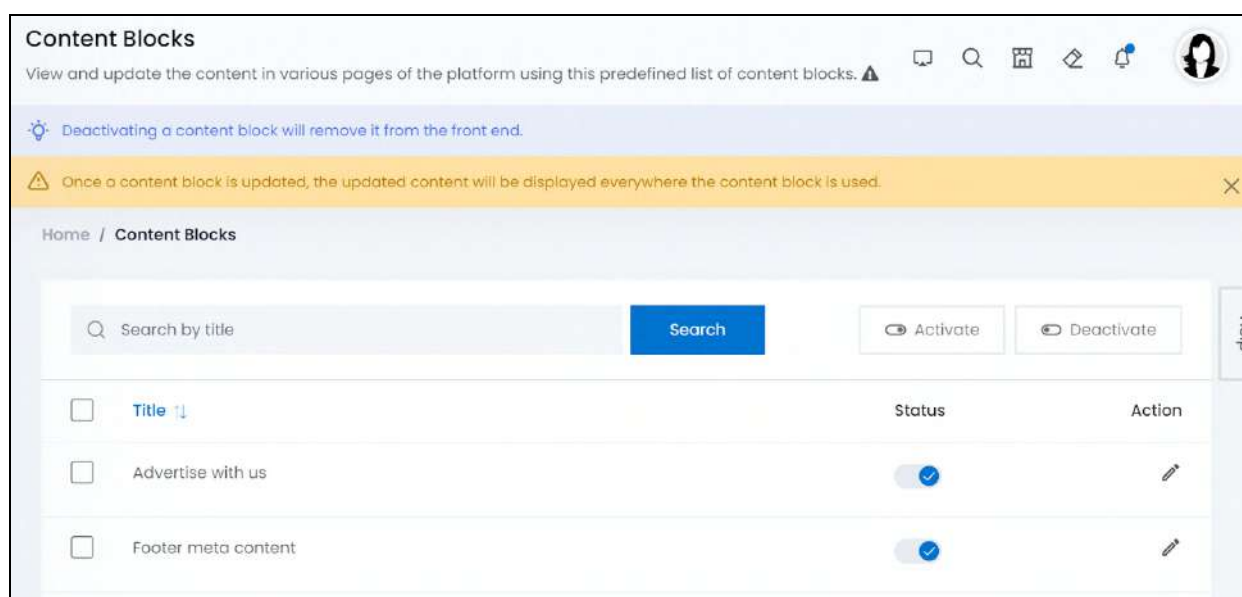 Content Blocks
View and update the content in various pages of the platform using this predefined list of content blocks.
Deactivating a content block will remove it from the front end.
Once a content block is updated, the updated content will be displayed everywhere the content block is used.
Home / Content Blocks
Search by title
Search
Activate
Deactivate
Title
Status
Action
Advertise with us
Footer meta content